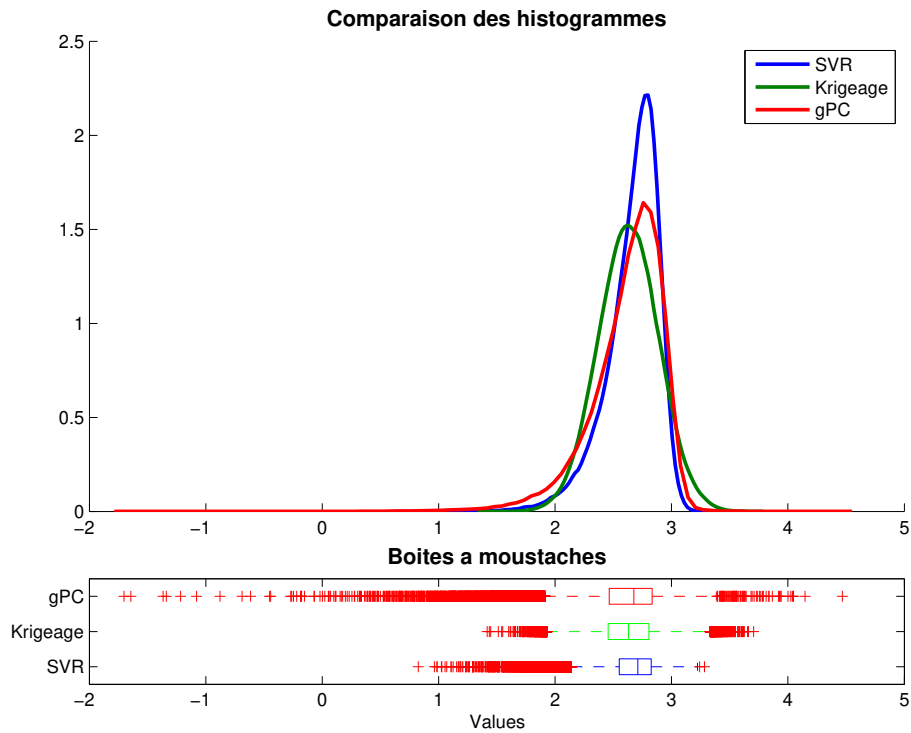 Comparaison des histogrammes
2.5
2
1.5
1
0.5
0
−2 −1 0 1 2 3 4 5
SVR
Krigeage
gPC
Boites a moustaches
gPC
Krigeage
SVR
−2 −1 0 1 2 3 4 5
Values